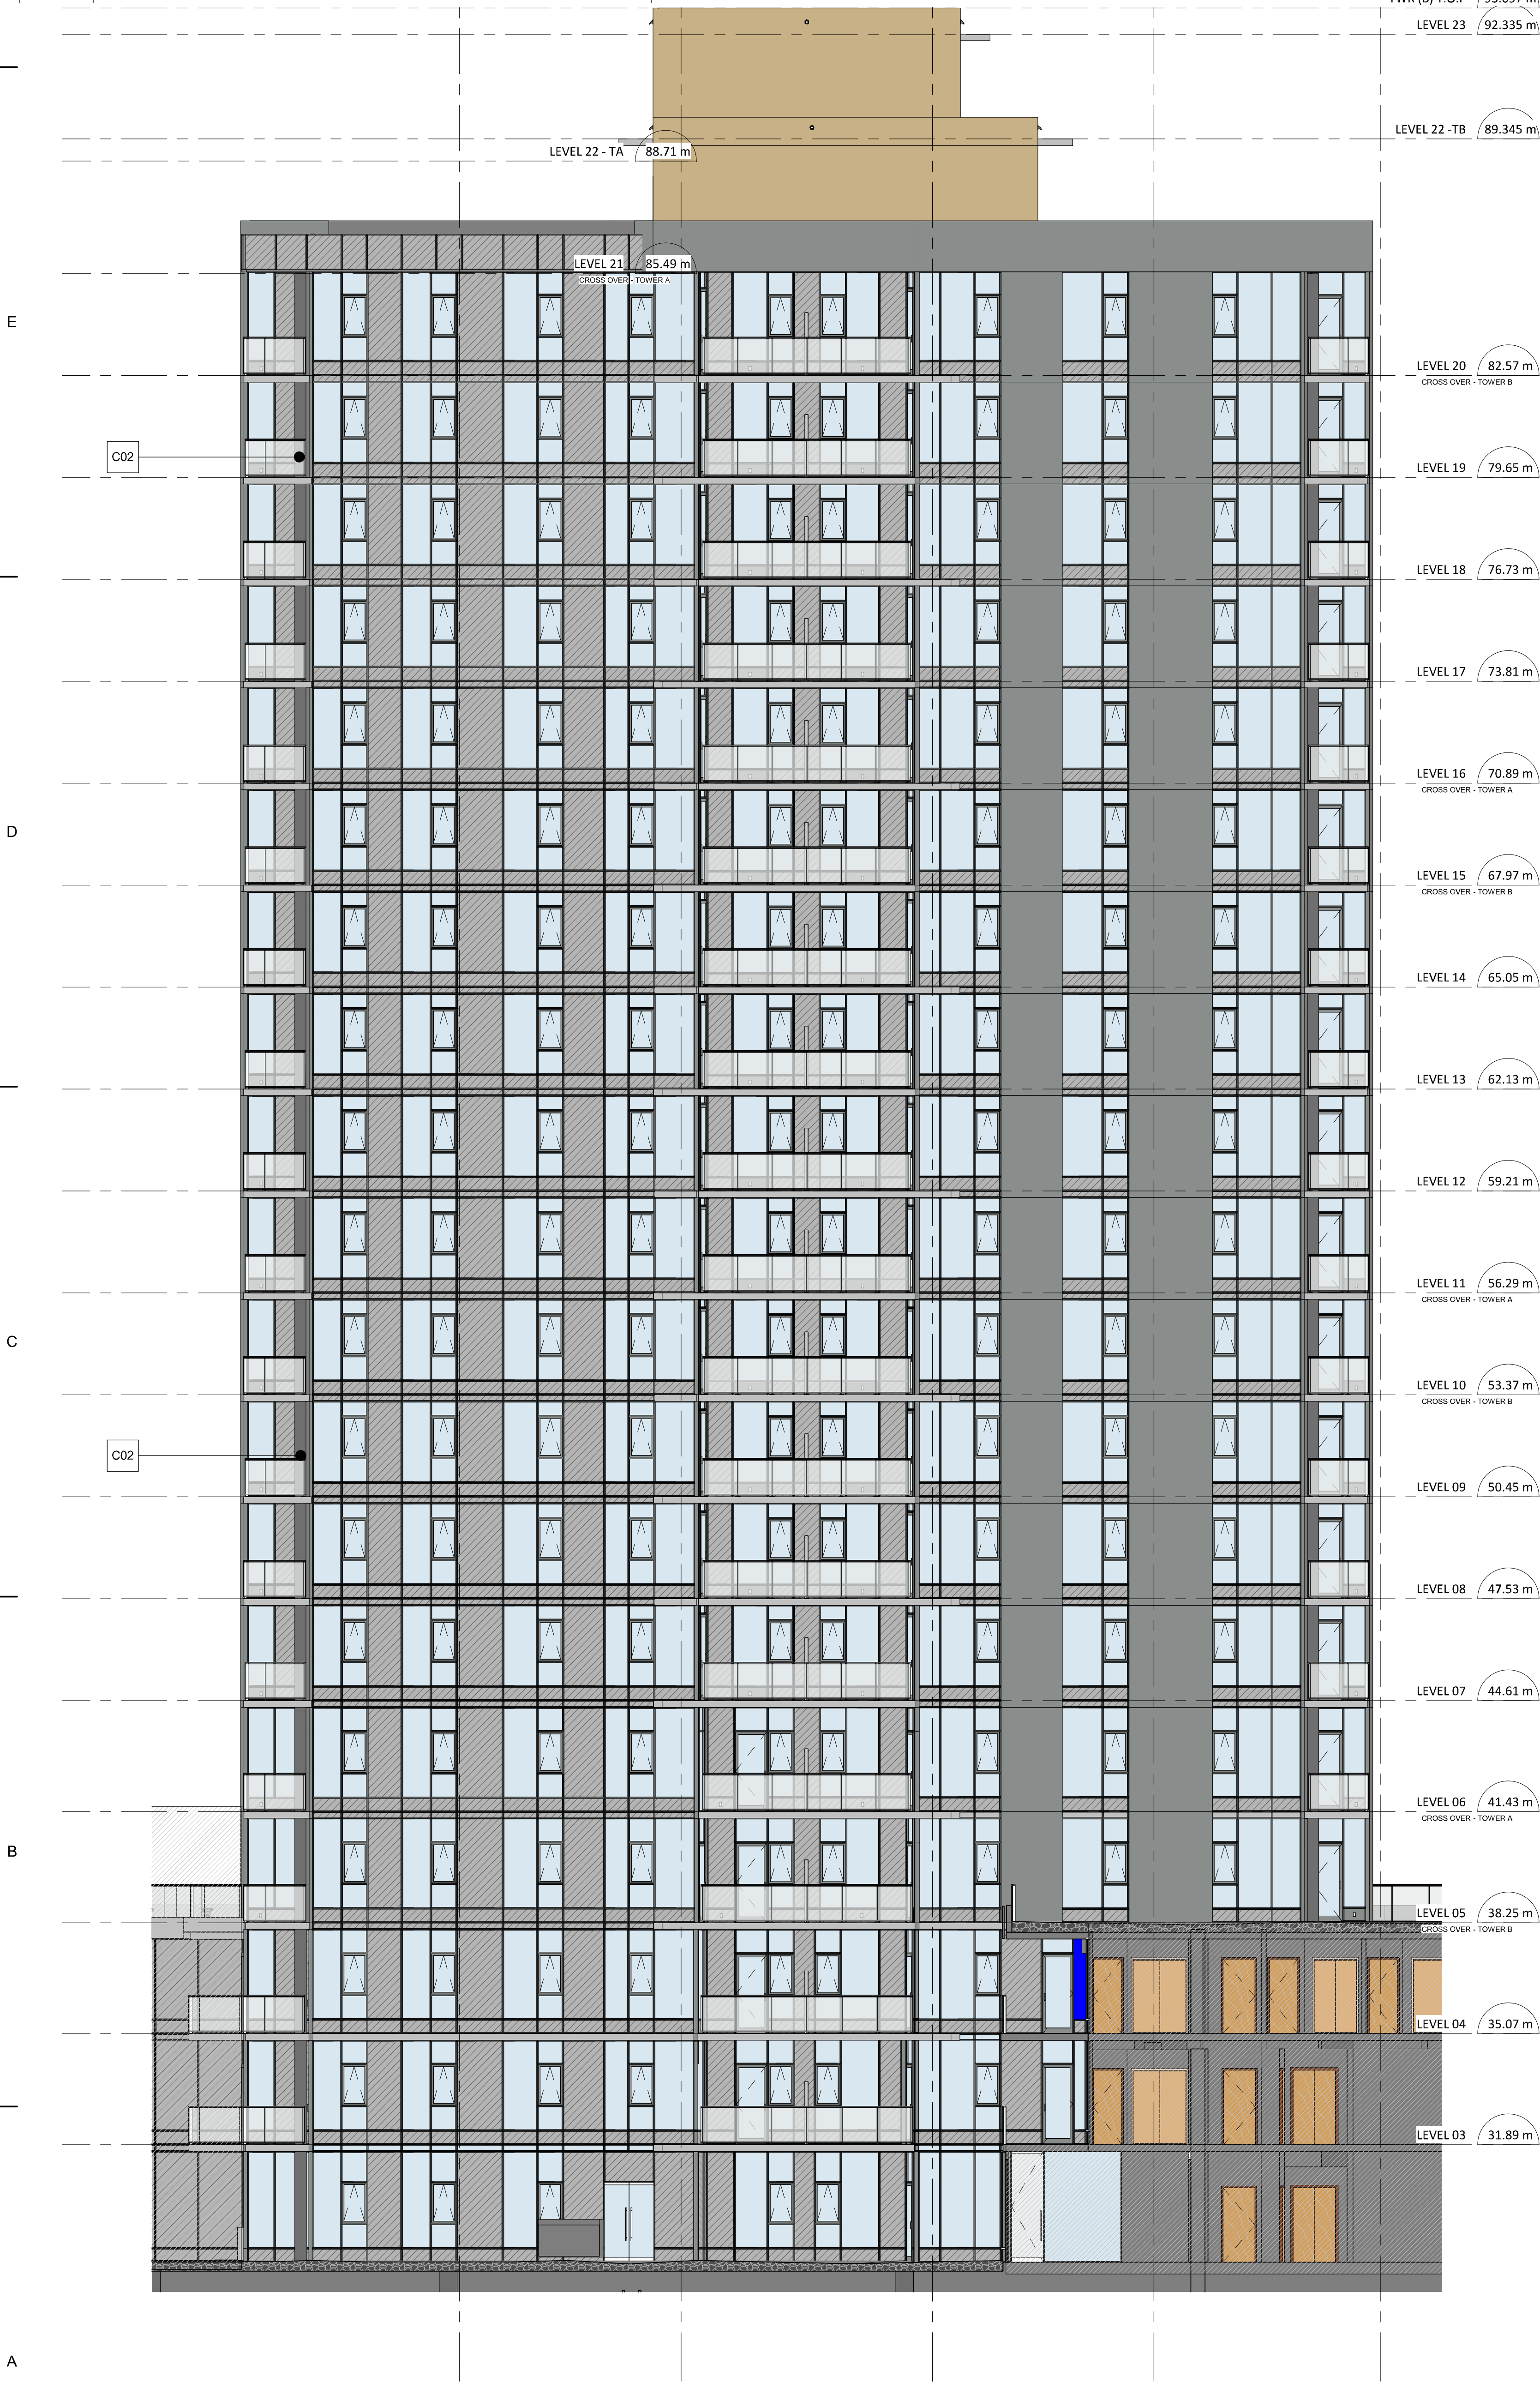 LEVEL 23 92.335 m
LEVEL 22 -TB 89.345 m
LEVEL 22 - TA 88.71 m
LEVEL 21 85.49 m
CROSS OVER - TOWER A
E
LEVEL 20 82.57 m
CROSS OVER - TOWER B
C02
LEVEL 19 79.65 m
LEVEL 18 76.73 m
LEVEL 17 73.81 m
LEVEL 16 70.89 m
CROSS OVER - TOWER A
D
LEVEL 15 67.97 m
CROSS OVER - TOWER B
LEVEL 14 65.05 m
LEVEL 13 62.13 m
LEVEL 12 59.21 m
LEVEL 11 56.29 m
CROSS OVER - TOWER A
C
LEVEL 10 53.37 m
CROSS OVER - TOWER B
C02
LEVEL 09 50.45 m
LEVEL 08 47.53 m
LEVEL 07 44.61 m
LEVEL 06 41.43 m
CROSS OVER - TOWER A
B
LEVEL 05 38.25 m
CROSS OVER - TOWER B
LEVEL 04 35.07 m
LEVEL 03 31.89 m
A